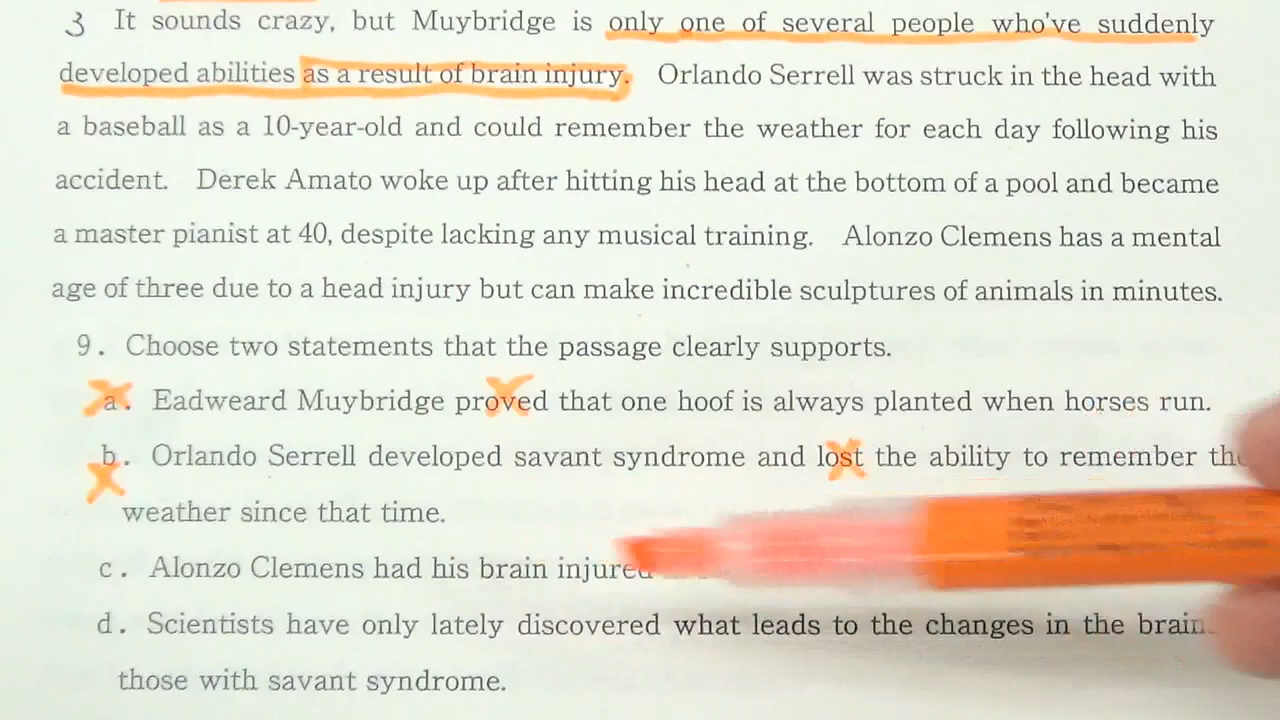 3 It sounds crazy, but Muybridge is only one of several people who've suddenly
developed abilities as a result of brain injury. Orlando Serrell was struck in the head with
a baseball as a 10-year-old and could remember the weather for each day following his
accident. Derek Amato woke up after hitting his head at the bottom of a pool and became
a master pianist at 40, despite lacking any musical training. Alonzo Clemens has a mental
age of three due to a head injury but can make incredible sculptures of animals in minutes.
9. Choose two statements that the passage clearly supports.
a. Eadweard Muybridge proved that one hoof is always planted when horses run.
b. Orlando Serrell developed savant syndrome and lost the ability to remember the
weather since that time.
c. Alonzo Clemens had his brain injured
d. Scientists have only lately discovered what leads to the changes in the brain
those with savant syndrome.